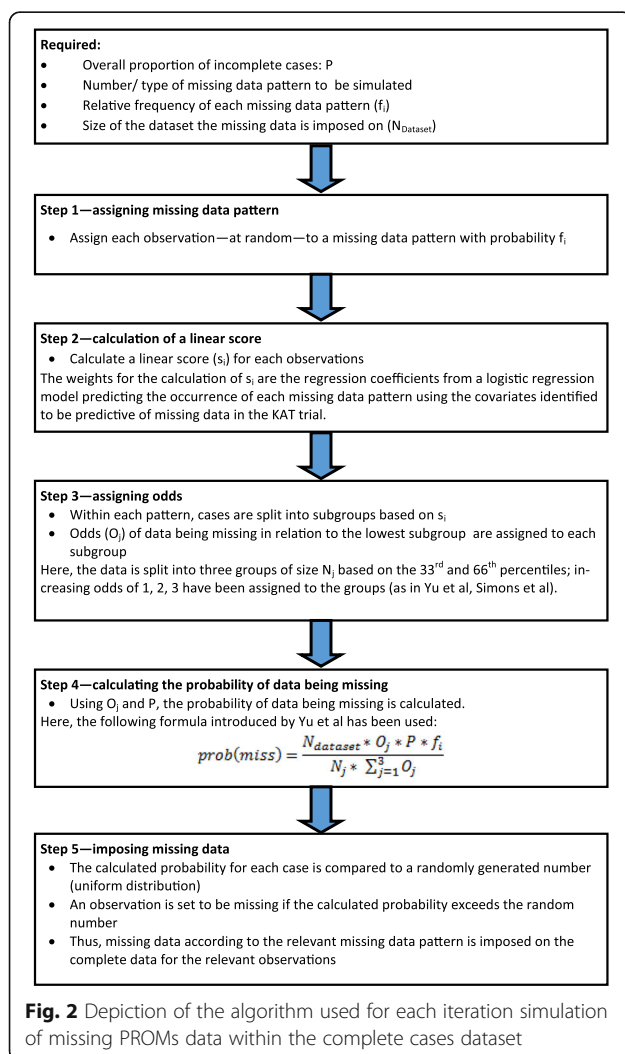 Required:
• Overall proportion of incomplete cases: P
• Number/ type of missing data pattern to be simulated
• Relative frequency of each missing data pattern (fi)
• Size of the dataset the missing data is imposed on (NDataset)
Step 1—assigning missing data pattern
• Assign each observation—at random—to a missing data pattern with probability fi
Step 2—calculation of a linear score
• Calculate a linear score (si) for each observations
The weights for the calculation of si are the regression coefficients from a logistic regression
model predicting the occurrence of each missing data pattern using the covariates identified
to be predictive of missing data in the KAT trial.
Step 3—assigning odds
• Within each pattern, cases are split into subgroups based on si
• Odds (Oj) of data being missing in relation to the lowest subgroup are assigned to each
subgroup
Here, the data is split into three groups of size Nj based on the 33rd and 66th percentiles; in-
creasing odds of 1, 2, 3 have been assigned to the groups (as in Yu et al, Simons et al).
Step 4—calculating the probability of data being missing
• Using Oj and P, the probability of data being missing is calculated.
Here, the following formula introduced by Yu et al has been used:
prob(miss) = (Ndataset * Oj * P * fi) / (Nj * ∑³j=1 Oj)
Step 5—imposing missing data
• The calculated probability for each case is compared to a randomly generated number
(uniform distribution)
• An observation is set to be missing if the calculated probability exceeds the random
number
• Thus, missing data according to the relevant missing data pattern is imposed on the
complete data for the relevant observations
Fig. 2 Depiction of the algorithm used for each iteration simulation
of missing PROMs data within the complete cases dataset